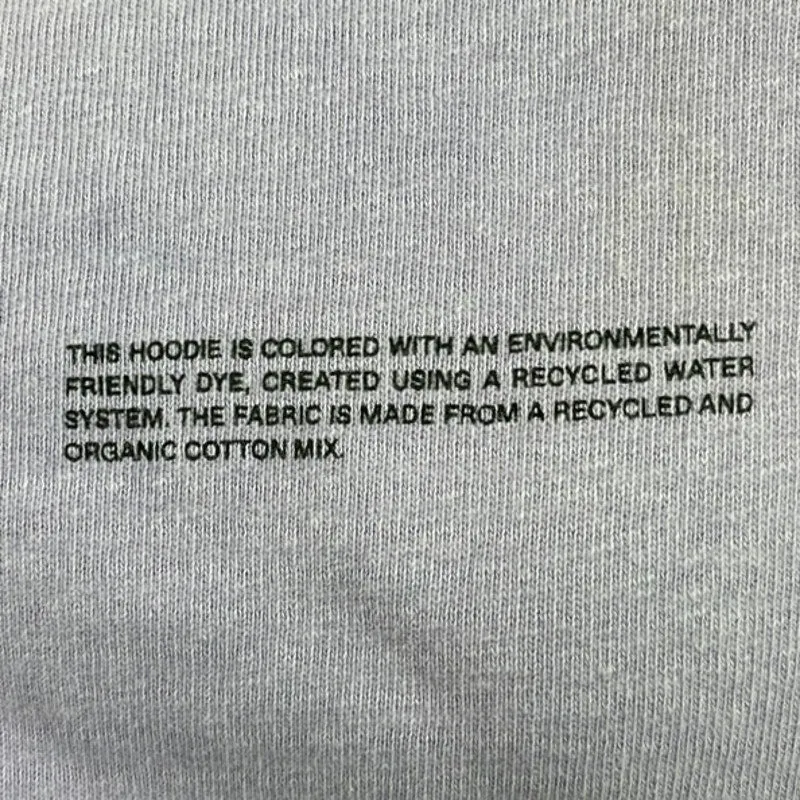 THIS HOODIE IS COLORED WITH AN ENVIRONMENTALLY
FRIENDLY DYE, CREATED USING A RECYCLED WATER
SYSTEM. THE FABRIC IS MADE FROM A RECYCLED AND
ORGANIC COTTON MIX.